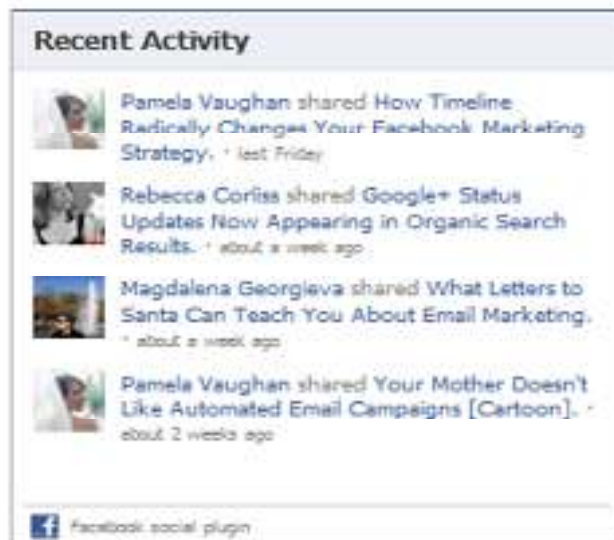 Recent Activity
Pamela Vaughan shared How Timeline
Radically Changes Your Facebook Marketing
Strategy. · last Friday
Rebecca Corliss shared Google+ Status
Updates Now Appearing in Organic Search
Results. · about a week ago
Magdalena Georgieva shared What Letters to
Santa Can Teach You About Email Marketing.
· about a week ago
Pamela Vaughan shared Your Mother Doesn't
Like Automated Email Campaigns [Cartoon]. ·
about 2 weeks ago
Facebook social plugin